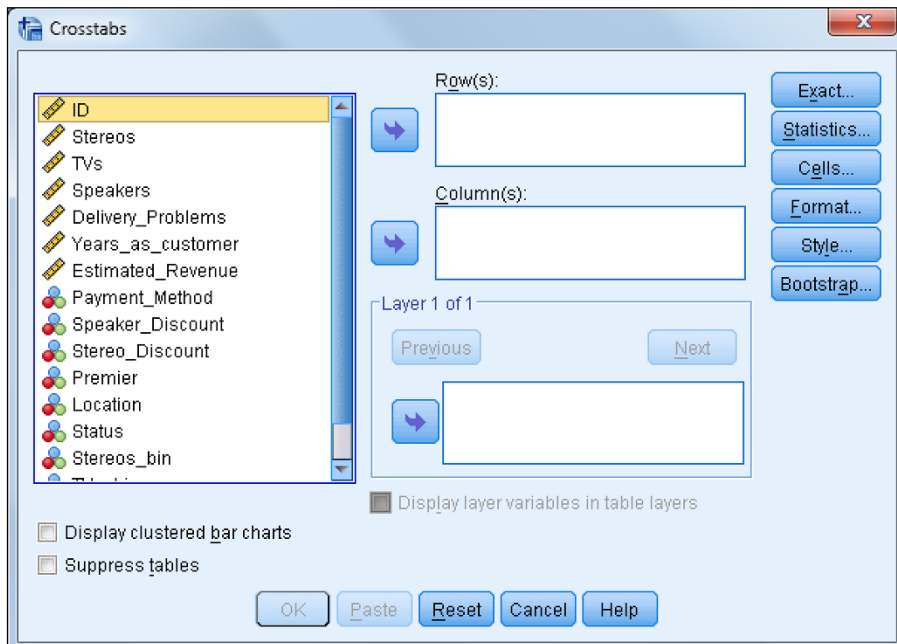 Crosstabs
ID
Stereos
TVs
Speakers
Delivery_Problems
Years_as_customer
Estimated_Revenue
Payment_Method
Speaker_Discount
Stereo_Discount
Premier
Location
Status
Stereos_bin
Row(s):
Column(s):
Layer 1 of 1
Previous
Next
Display layer variables in table layers
Exact...
Statistics...
Cells...
Format...
Style...
Bootstrap...
Display clustered bar charts
Suppress tables
OK
Paste
Reset
Cancel
Help